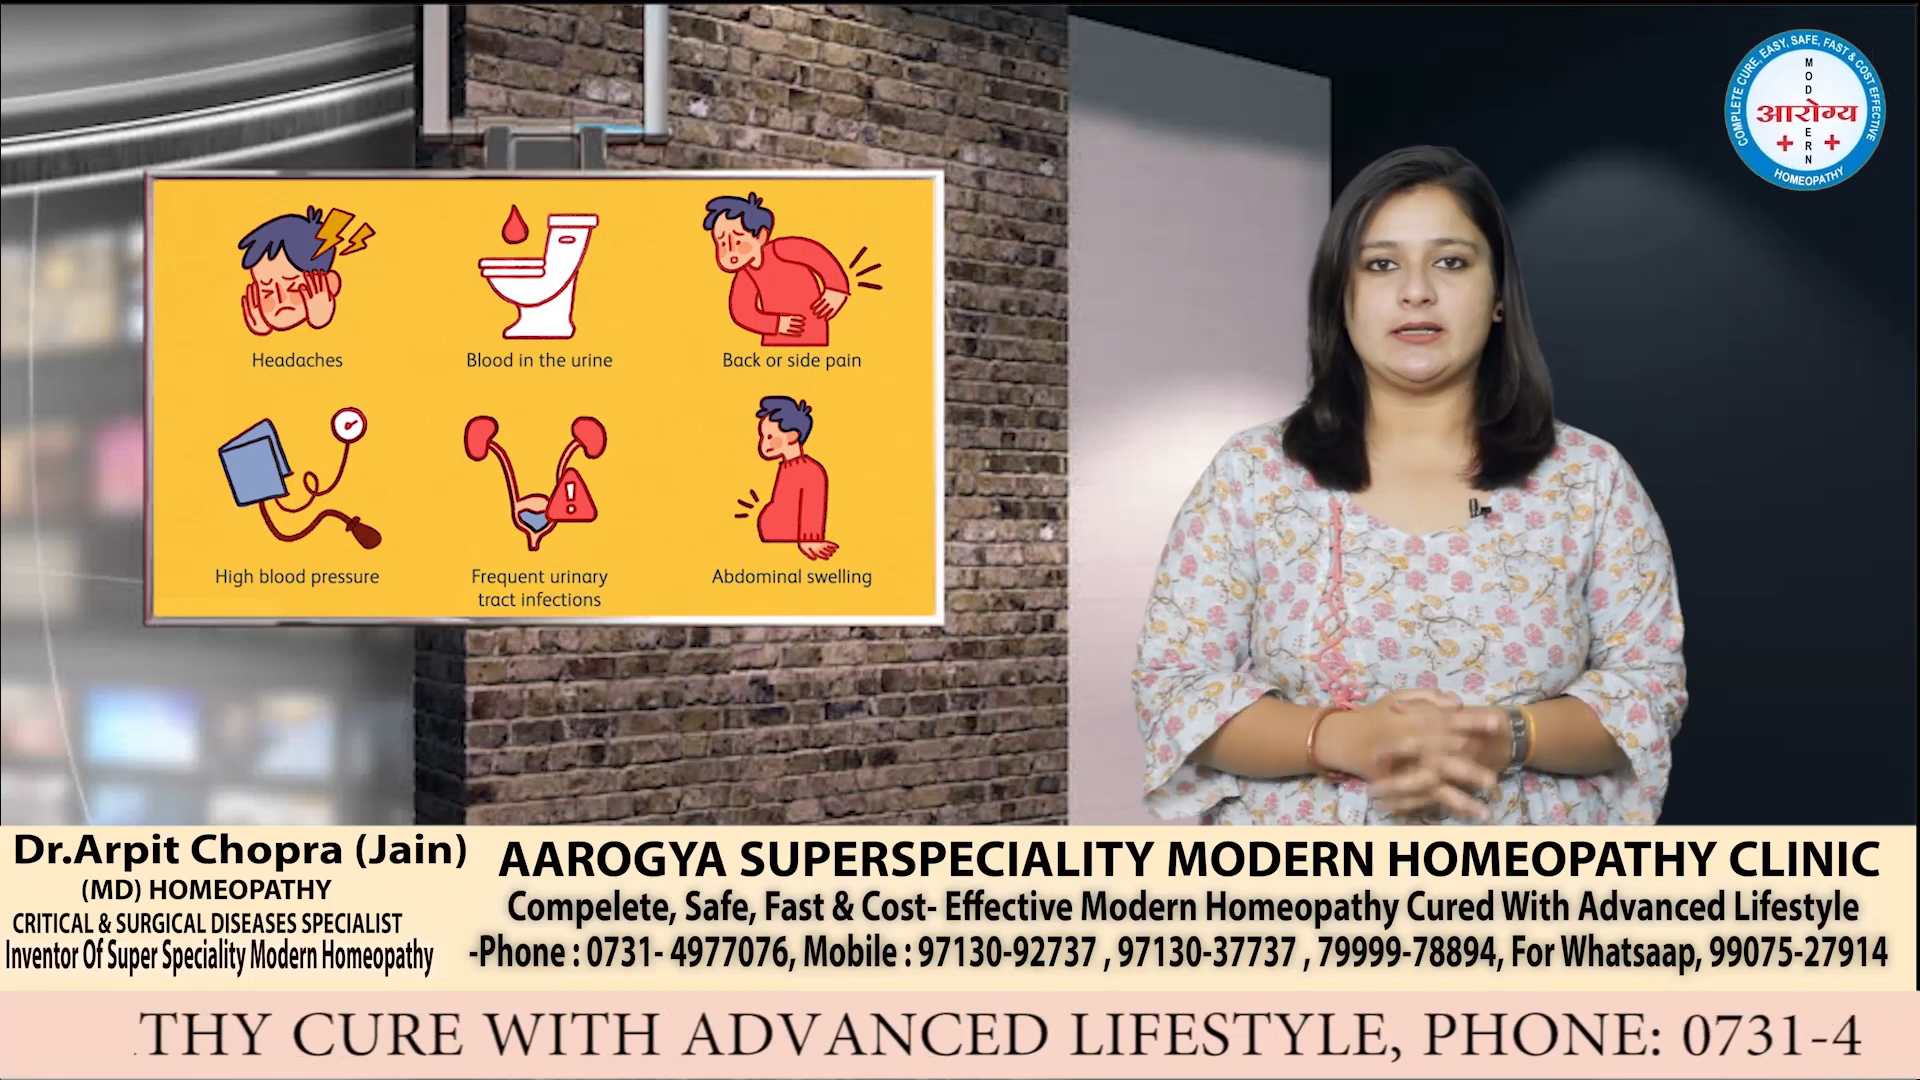 COMPLETE CURE, EASY, SAFE, FAST & COST EFFECTIVE
MODERN
आरोग्य
HOMEOPATHY
Headaches
Blood in the urine
Back or side pain
High blood pressure
Frequent urinary
tract infections
Abdominal swelling
Dr.Arpit Chopra (Jain)
(MD) HOMEOPATHY
CRITICAL & SURGICAL DISEASES SPECIALIST
Inventor Of Super Speciality Modern Homeopathy
AAROGYA SUPERSPECIALITY MODERN HOMEOPATHY CLINIC
Compelete, Safe, Fast & Cost- Effective Modern Homeopathy Cured With Advanced Lifestyle
-Phone : 0731- 4977076, Mobile : 97130-92737 , 97130-37737 , 79999-78894, For Whatsaap, 99075-27914
THY CURE WITH ADVANCED LIFESTYLE, PHONE: 0731-4